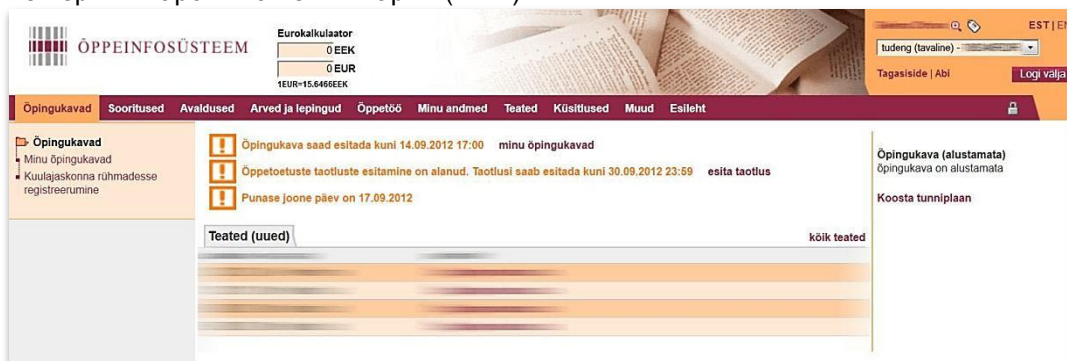 ÕPPEINFOSÜSTEEM
Eurokalkulaator
0 EEK
0 EUR
1EUR=15.6466EEK
EST | EN
tudeng (tavaline) -
Tagasiside | Abi
Logi välja
Õpingukavad Sooritused Avaldused Arved ja lepingud Õppetöö Minu andmed Teated Küsitlused Muud Esileht
Õpingukavad
Minu õpingukavad
Kuulajaskonna rühmadesse
registreerumine
Õpingukava saad esitada kuni 14.09.2012 17:00 minu õpingukavad
Õppetoetuste taotluste esitamine on alanud. Taotlusi saab esitada kuni 30.09.2012 23:59 esita taotlus
Punase joone päev on 17.09.2012
Teated (uued) kõik teated
Õpingukava (alustamata)
õpingukava on alustamata
Koosta tunniplaan